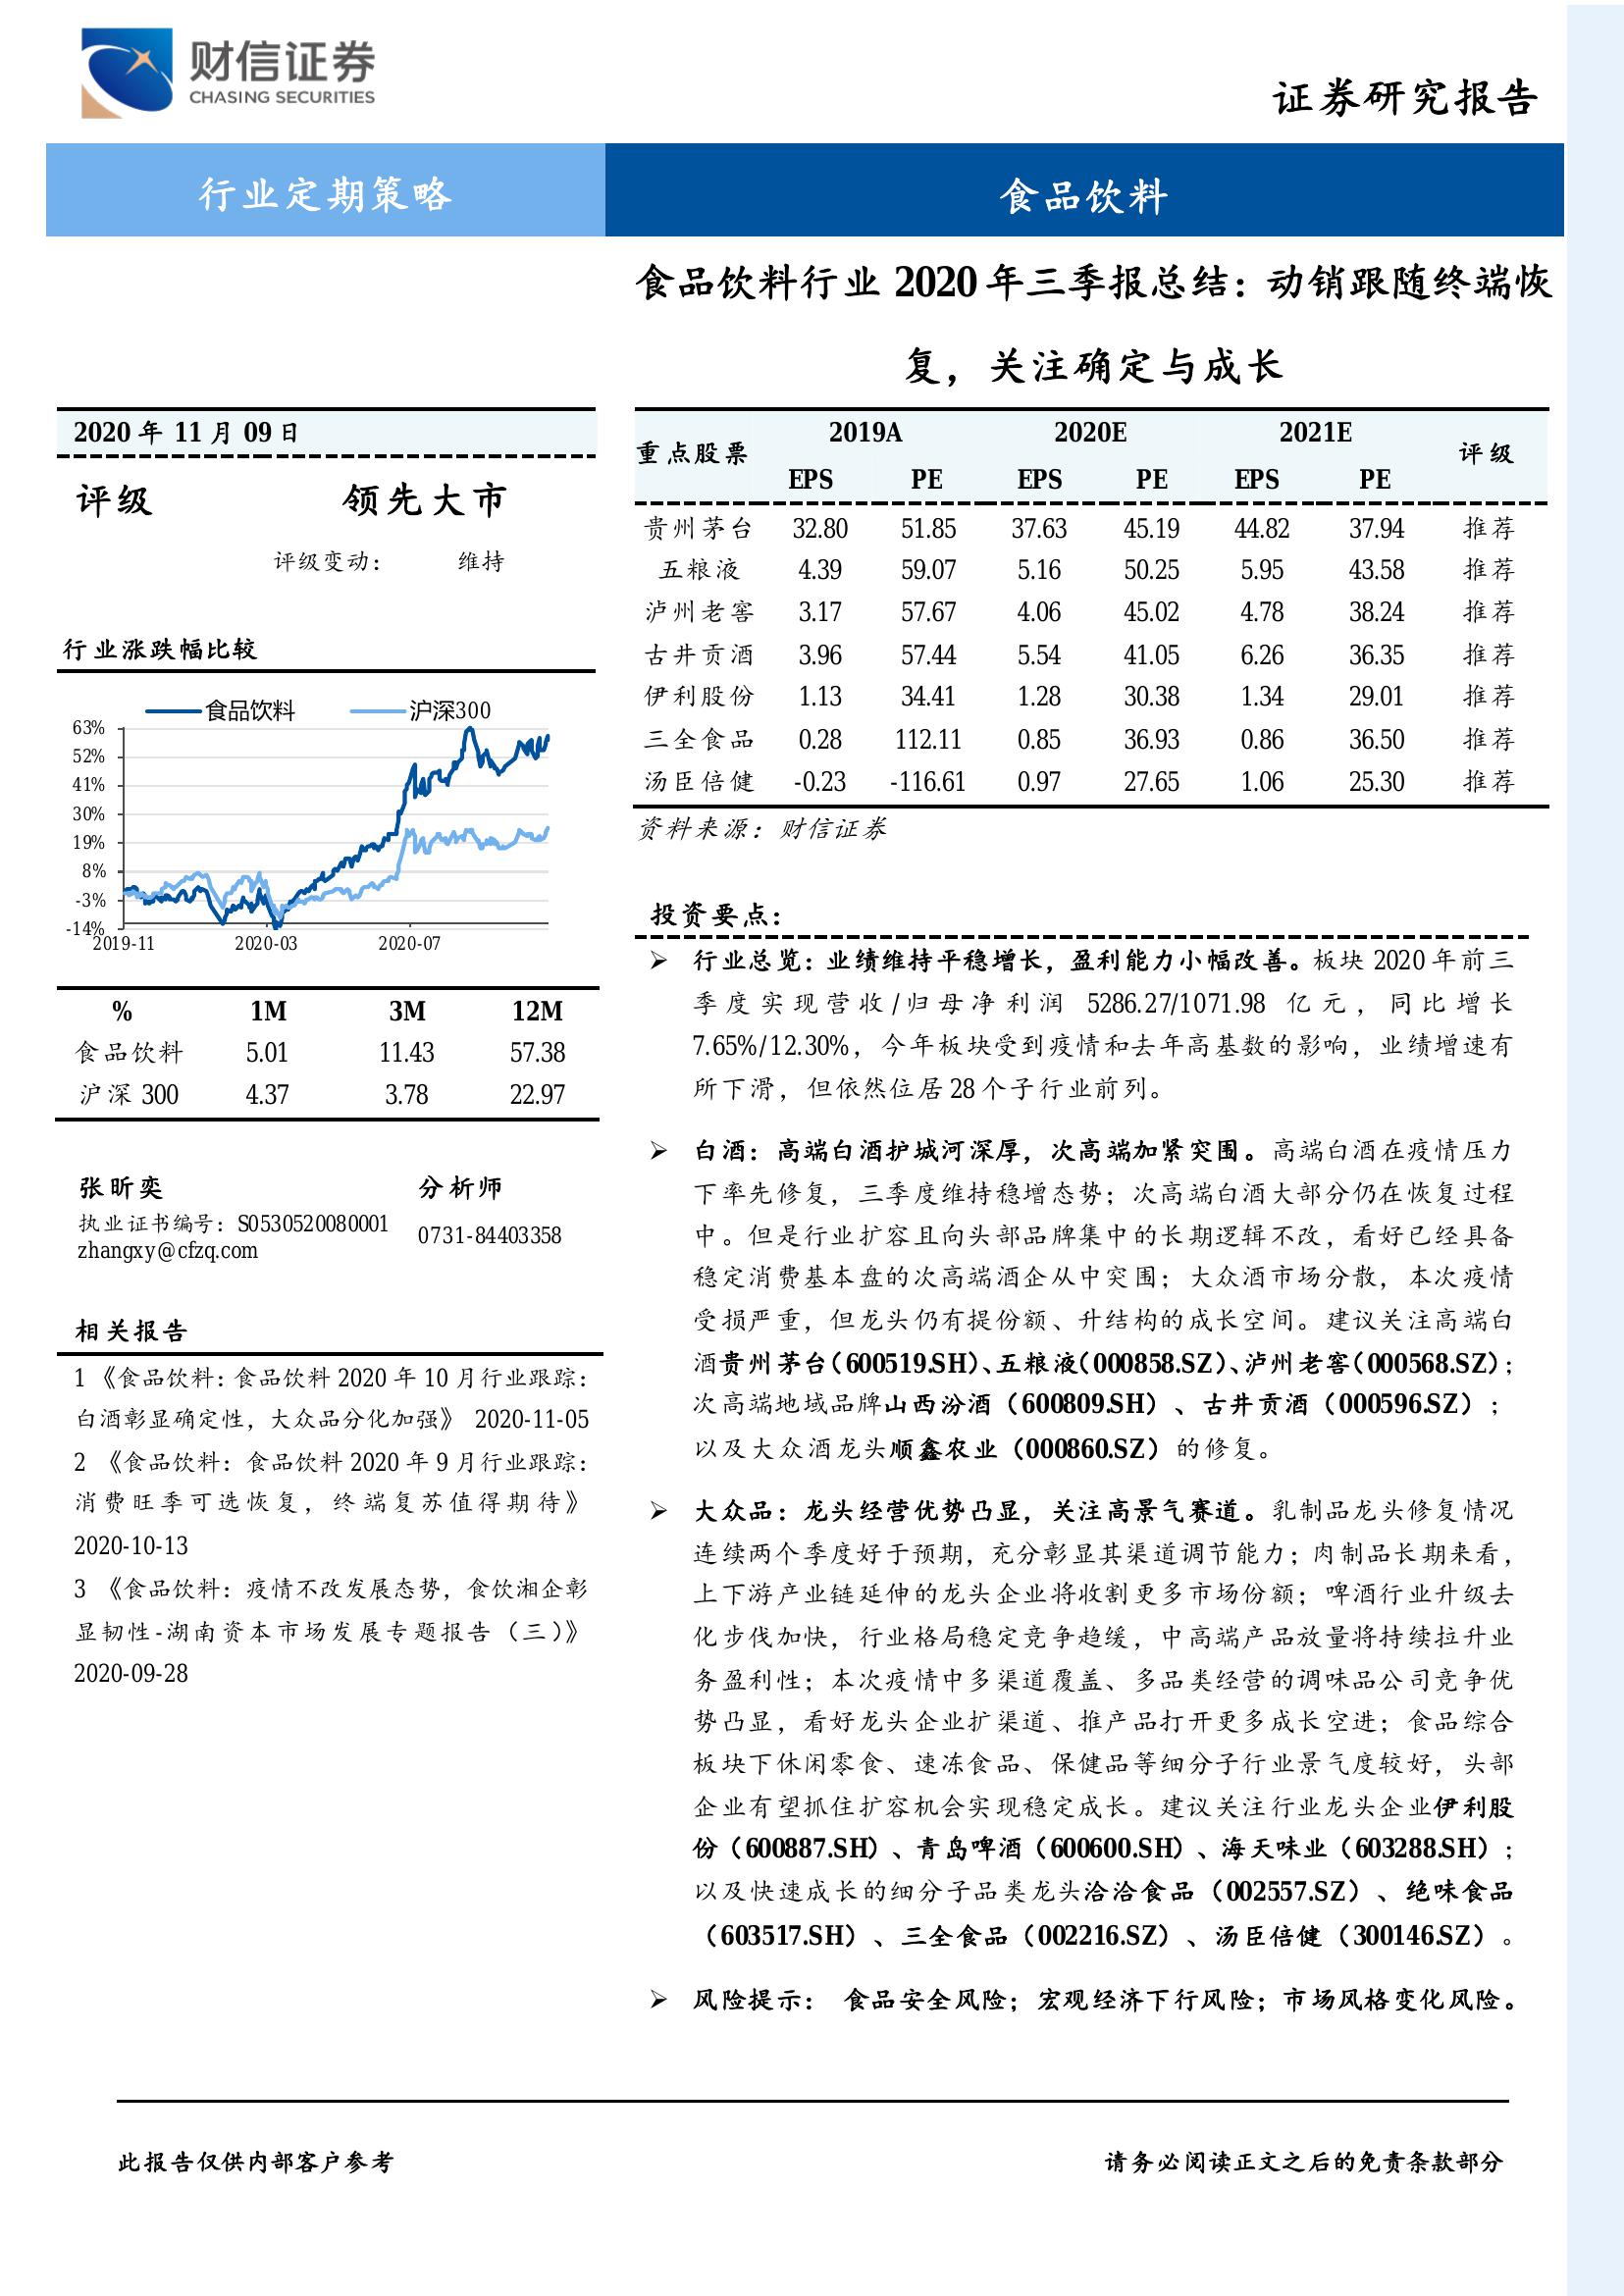 财信证券
CHASING SECURITIES
证券研究报告
行业定期策略
食品饮料
食品饮料行业 2020 年三季报总结：动销跟随终端恢
复，关注确定与成长
2020 年 11 月 09 日
评级 领先大市
评级变动： 维持
行业涨跌幅比较
食品饮料 沪深300
63%
52%
41%
30%
19%
8%
-3%
-14%
2019-11 2020-03 2020-07
% 1M 3M 12M
食品饮料 5.01 11.43 57.38
沪深 300 4.37 3.78 22.97
张昕奕 分析师
执业证书编号：S0530520080001 0731-84403358
zhangxy@cfzq.com
相关报告
1 《食品饮料：食品饮料 2020 年 10 月行业跟踪：
白酒彰显确定性，大众品分化加强》 2020-11-05
2 《食品饮料：食品饮料 2020 年 9 月行业跟踪：
消费旺季可选恢复，终端复苏值得期待》
2020-10-13
3 《食品饮料：疫情不改发展态势，食饮湘企彰
显韧性-湖南资本市场发展专题报告（三）》
2020-09-28
重点股票 2019A 2020E 2021E 评级
EPS PE EPS PE EPS PE
贵州茅台 32.80 51.85 37.63 45.19 44.82 37.94 推荐
五粮液 4.39 59.07 5.16 50.25 5.95 43.58 推荐
泸州老窖 3.17 57.67 4.06 45.02 4.78 38.24 推荐
古井贡酒 3.96 57.44 5.54 41.05 6.26 36.35 推荐
伊利股份 1.13 34.41 1.28 30.38 1.34 29.01 推荐
三全食品 0.28 112.11 0.85 36.93 0.86 36.50 推荐
汤臣倍健 -0.23 -116.61 0.97 27.65 1.06 25.30 推荐
资料来源：财信证券
投资要点：
➢ 行业总览：业绩维持平稳增长，盈利能力小幅改善。板块 2020 年前三
季度实现营收/归母净利润 5286.27/1071.98 亿元，同比增长
7.65%/12.30%，今年板块受到疫情和去年高基数的影响，业绩增速有
所下滑，但依然位居 28 个子行业前列。
➢ 白酒：高端白酒护城河深厚，次高端加紧突围。高端白酒在疫情压力
下率先修复，三季度维持稳增态势；次高端白酒大部分仍在恢复过程
中。但是行业扩容且向头部品牌集中的长期逻辑不改，看好已经具备
稳定消费基本盘的次高端酒企从中突围；大众酒市场分散，本次疫情
受损严重，但龙头仍有提份额、升结构的成长空间。建议关注高端白
酒贵州茅台（600519.SH）、五粮液（000858.SZ）、泸州老窖（000568.SZ）；
次高端地域品牌山西汾酒（600809.SH）、古井贡酒（000596.SZ）；
以及大众酒龙头顺鑫农业（000860.SZ）的修复。
➢ 大众品：龙头经营优势凸显，关注高景气赛道。乳制品龙头修复情况
连续两个季度好于预期，充分彰显其渠道调节能力；肉制品长期来看，
上下游产业链延伸的龙头企业将收割更多市场份额；啤酒行业升级去
化步伐加快，行业格局稳定竞争趋缓，中高端产品放量将持续拉升业
务盈利性；本次疫情中多渠道覆盖、多品类经营的调味品公司竞争优
势凸显，看好龙头企业扩渠道、推产品打开更多成长空进；食品综合
板块下休闲零食、速冻食品、保健品等细分子行业景气度较好，头部
企业有望抓住扩容机会实现稳定成长。建议关注行业龙头企业伊利股
份（600887.SH）、青岛啤酒（600600.SH）、海天味业（603288.SH）；
以及快速成长的细分子品类龙头洽洽食品（002557.SZ）、绝味食品
（603517.SH）、三全食品（002216.SZ）、汤臣倍健（300146.SZ）。
➢ 风险提示： 食品安全风险；宏观经济下行风险；市场风格变化风险。
此报告仅供内部客户参考 请务必阅读正文之后的免责条款部分